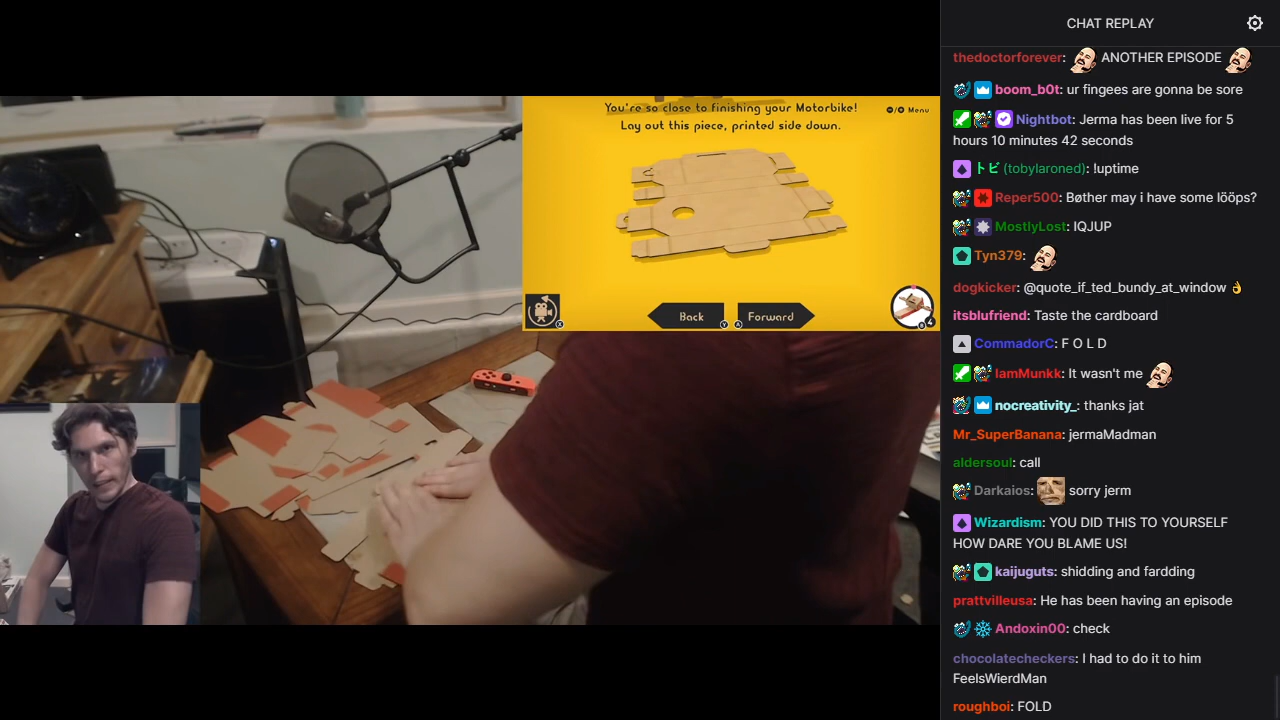 You're so close to finishing your Motorbike!
Lay out this piece, printed side down.
Menu
Back
Forward
CHAT REPLAY
thedoctorforever: ANOTHER EPISODE
boom_b0t: ur fingees are gonna be sore
Nightbot: Jerma has been live for 5
hours 10 minutes 42 seconds
トビ (tobylaroned): !uptime
Reper500: Bøther may i have some lööps?
MostlyLost: IQJUP
Tyn379:
dogkicker: @quote_if_ted_bundy_at_window 👌
itsblufriend: Taste the cardboard
CommadorC: F O L D
IamMunkk: It wasn't me
nocreativity_: thanks jat
Mr_SuperBanana: jermaMadman
aldersoul: call
Darkaios: sorry jerm
Wizardism: YOU DID THIS TO YOURSELF
HOW DARE YOU BLAME US!
kaijuguts: shidding and fardding
prattvilleusa: He has been having an episode
Andoxin00: check
chocolatecheckers: I had to do it to him
FeelsWierdMan
roughboi: FOLD